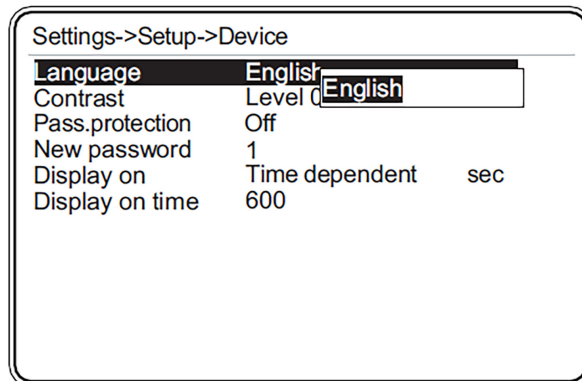 Settings->Setup->Device
Language English
English
Contrast Level 0
Pass.protection Off
New password 1
Display on Time dependent sec
Display on time 600